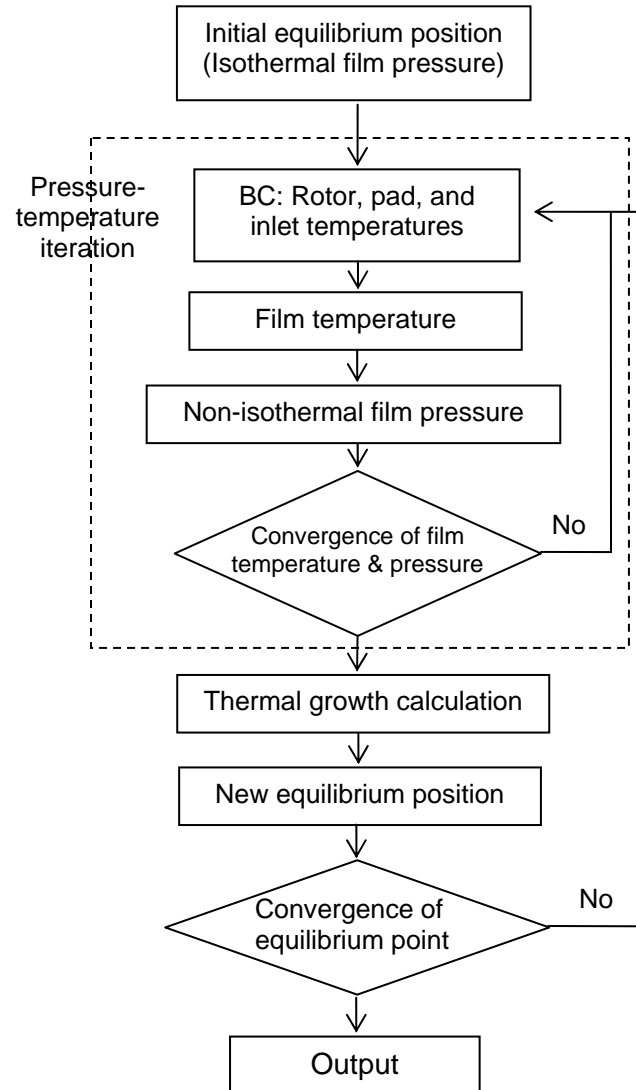 Initial equilibrium position
(Isothermal film pressure)
Pressure-
temperature
iteration
BC: Rotor, pad, and
inlet temperatures
Film temperature
Non-isothermal film pressure
Convergence of film
temperature & pressure
No
Thermal growth calculation
New equilibrium position
Convergence of
equilibrium point
No
Output